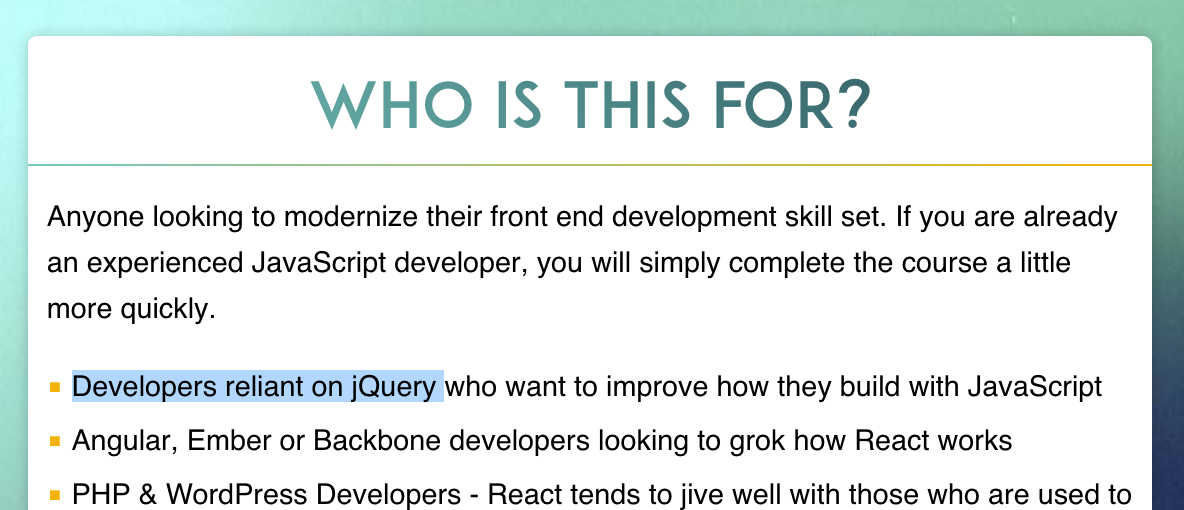 WHO IS THIS FOR?
Anyone looking to modernize their front end development skill set. If you are already
an experienced JavaScript developer, you will simply complete the course a little
more quickly.
Developers reliant on jQuery who want to improve how they build with JavaScript
Angular, Ember or Backbone developers looking to grok how React works
PHP & WordPress Developers - React tends to jive well with those who are used to